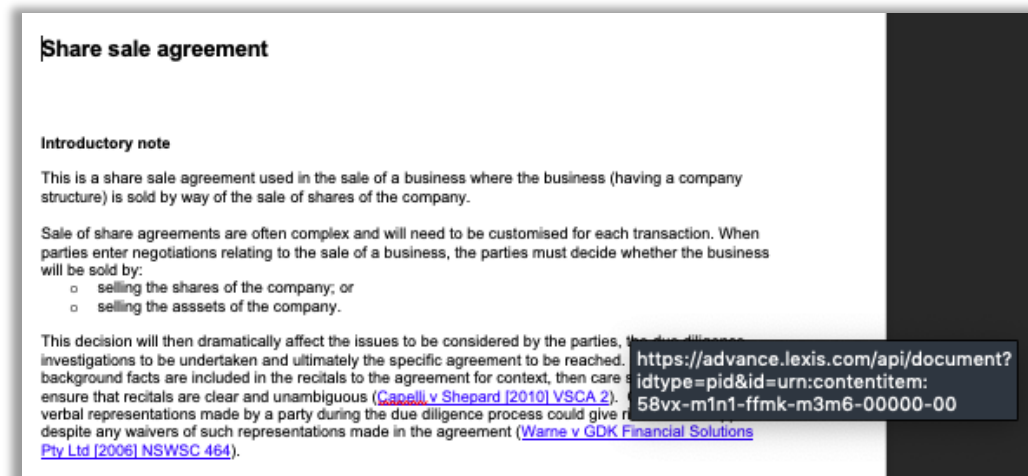 Share sale agreement
Introductory note
This is a share sale agreement used in the sale of a business where the business (having a company
structure) is sold by way of the sale of shares of the company.
Sale of share agreements are often complex and will need to be customised for each transaction. When
parties enter negotiations relating to the sale of a business, the parties must decide whether the business
will be sold by:
o selling the shares of the company; or
o selling the asssets of the company.
This decision will then dramatically affect the issues to be considered by the parties, the due diligence
investigations to be undertaken and ultimately the specific agreement to be reached.
background facts are included in the recitals to the agreement for context, then care
ensure that recitals are clear and unambiguous (Capelli v Shepard [2010] VSCA 2).
verbal representations made by a party during the due diligence process could give
despite any waivers of such representations made in the agreement (Warne v GDK Financial Solutions
Pty Ltd [2006] NSWSC 464).
https://advance.lexis.com/api/document?
idtype=pid&id=urn:contentitem:
58vx-m1n1-ffmk-m3m6-00000-00